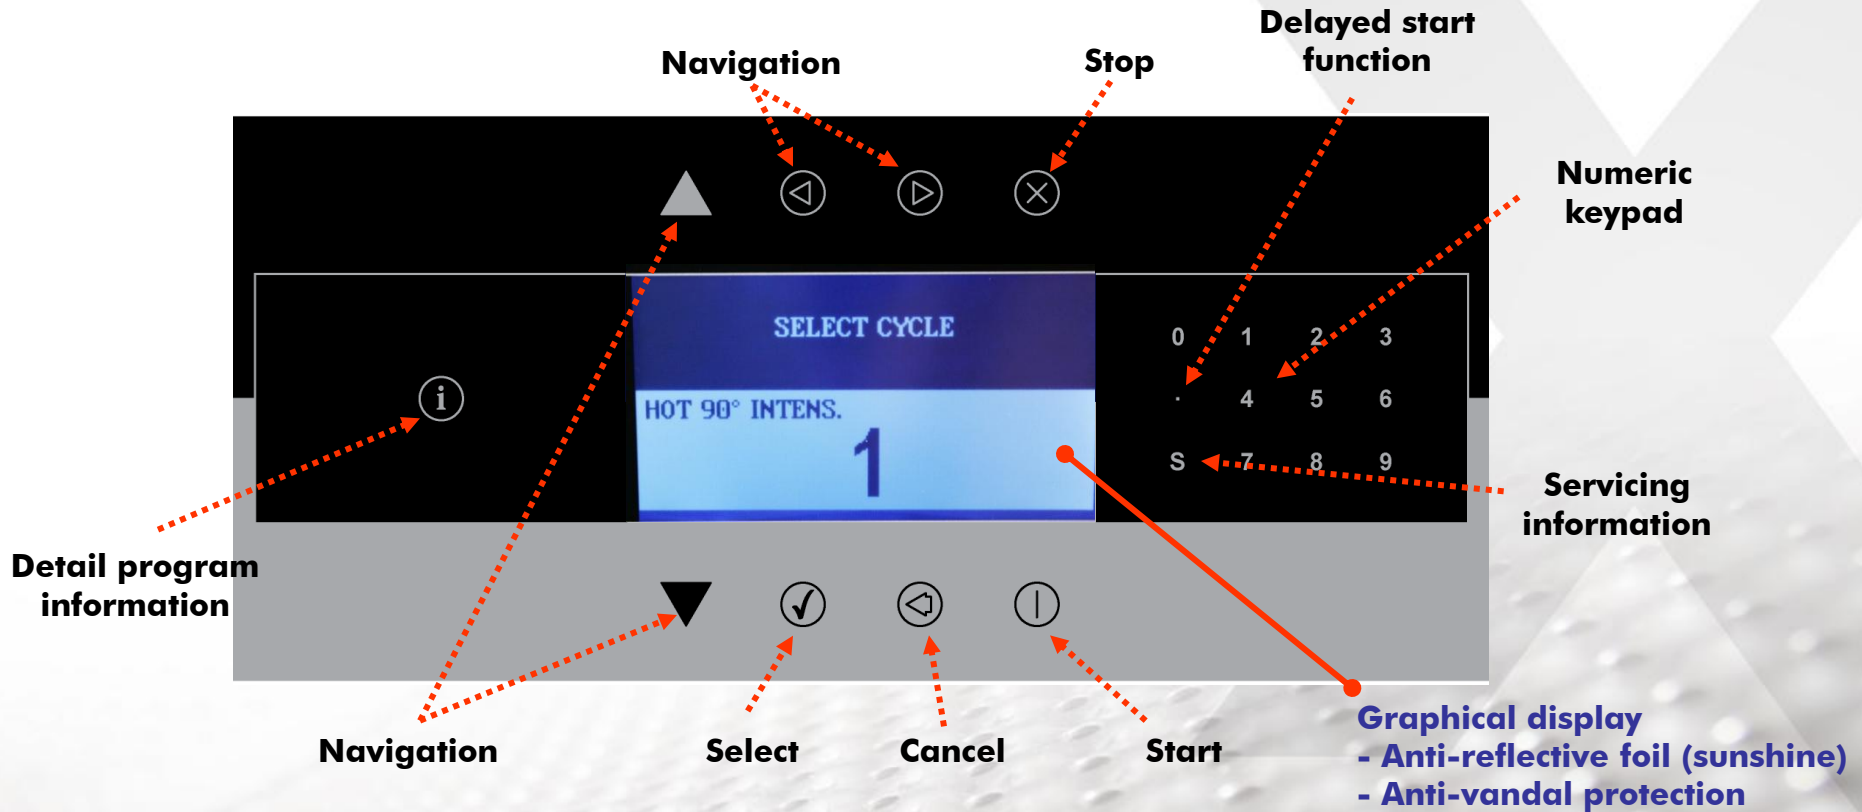 Delayed start
function
Navigation
Stop
Numeric
keypad
SELECT CYCLE
HOT 90° INTENS.
1
i
0 1 2 3
. 4 5 6
S 7 8 9
Servicing
information
Detail program
information
Navigation
Select
Cancel
Start
Graphical display
- Anti-reflective foil (sunshine)
- Anti-vandal protection